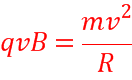 qvB = mv²/R